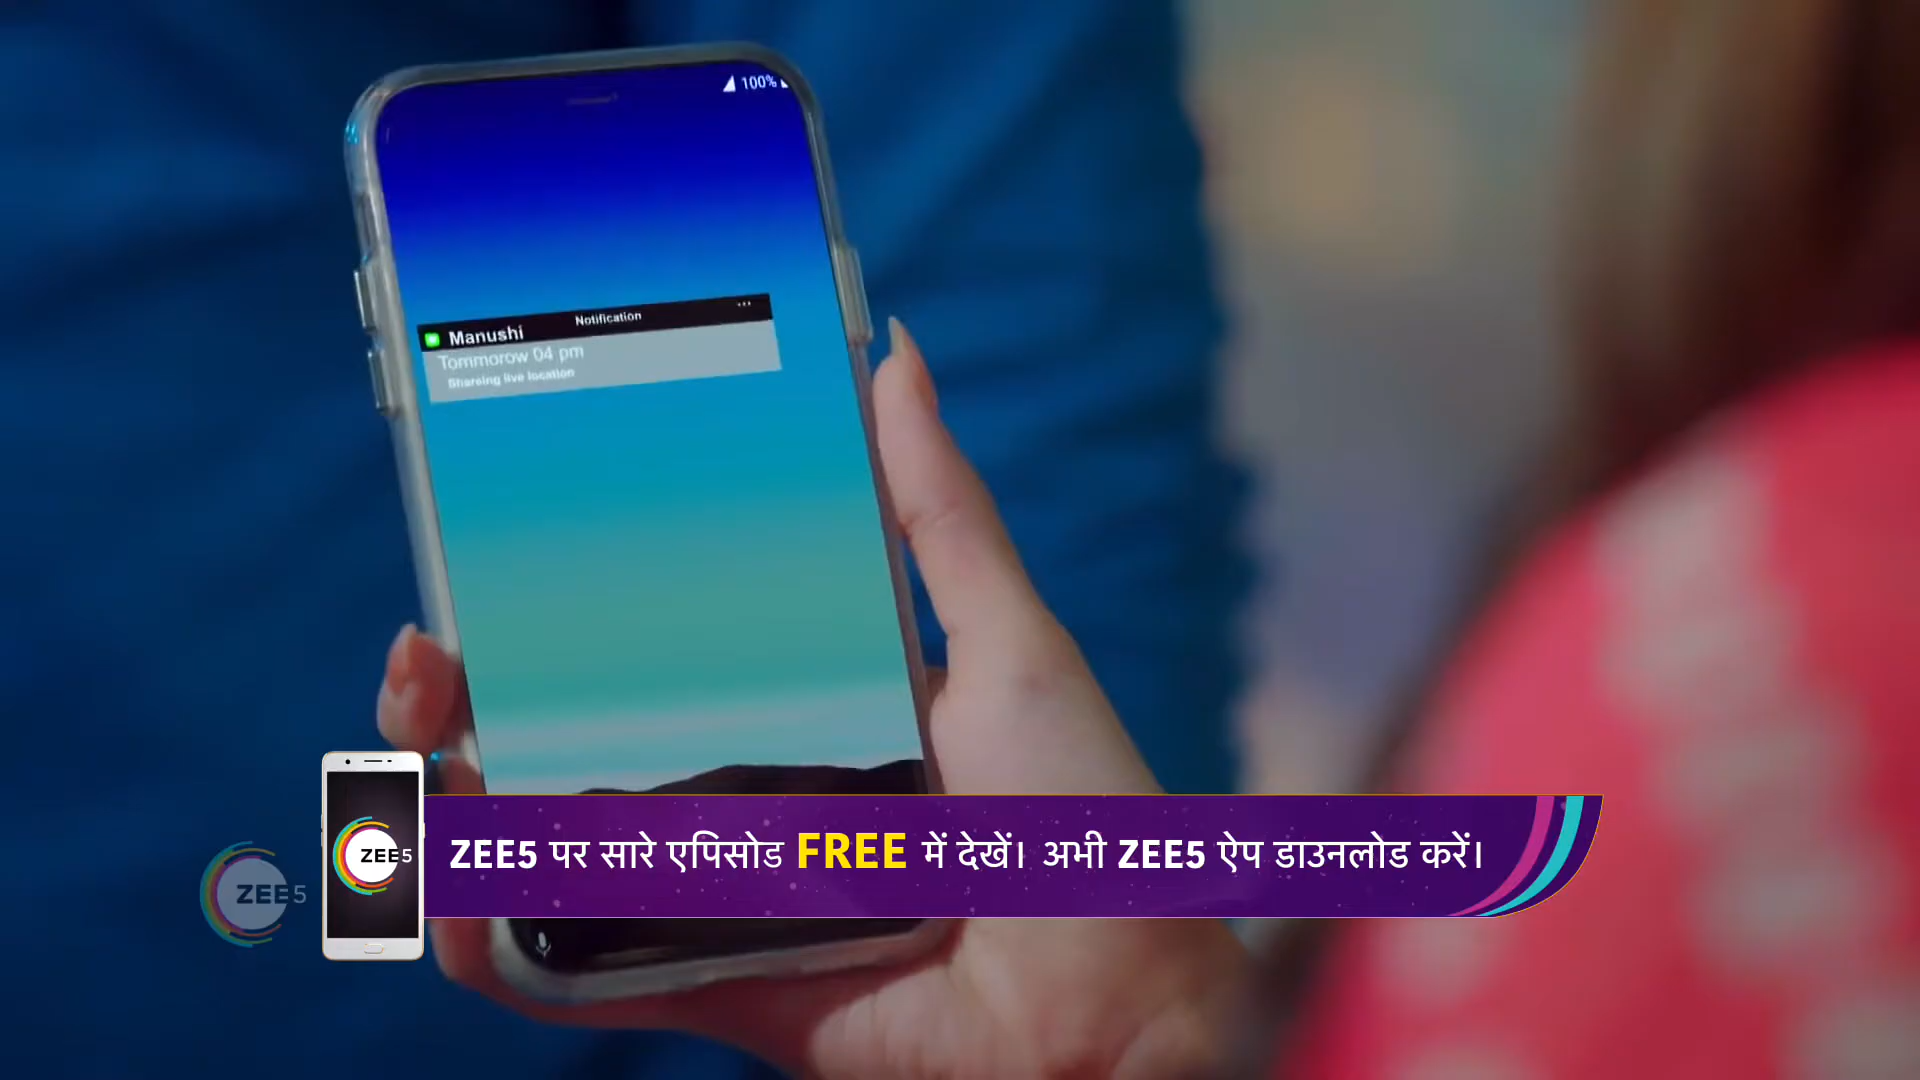 100%
Notification
Manushi
Tommorow 04 pm
Shareing live location
ZEE5
ZEE5 पर सारे एपिसोड FREE में देखें। अभी ZEE5 ऐप डाउनलोड करें।
ZEE5